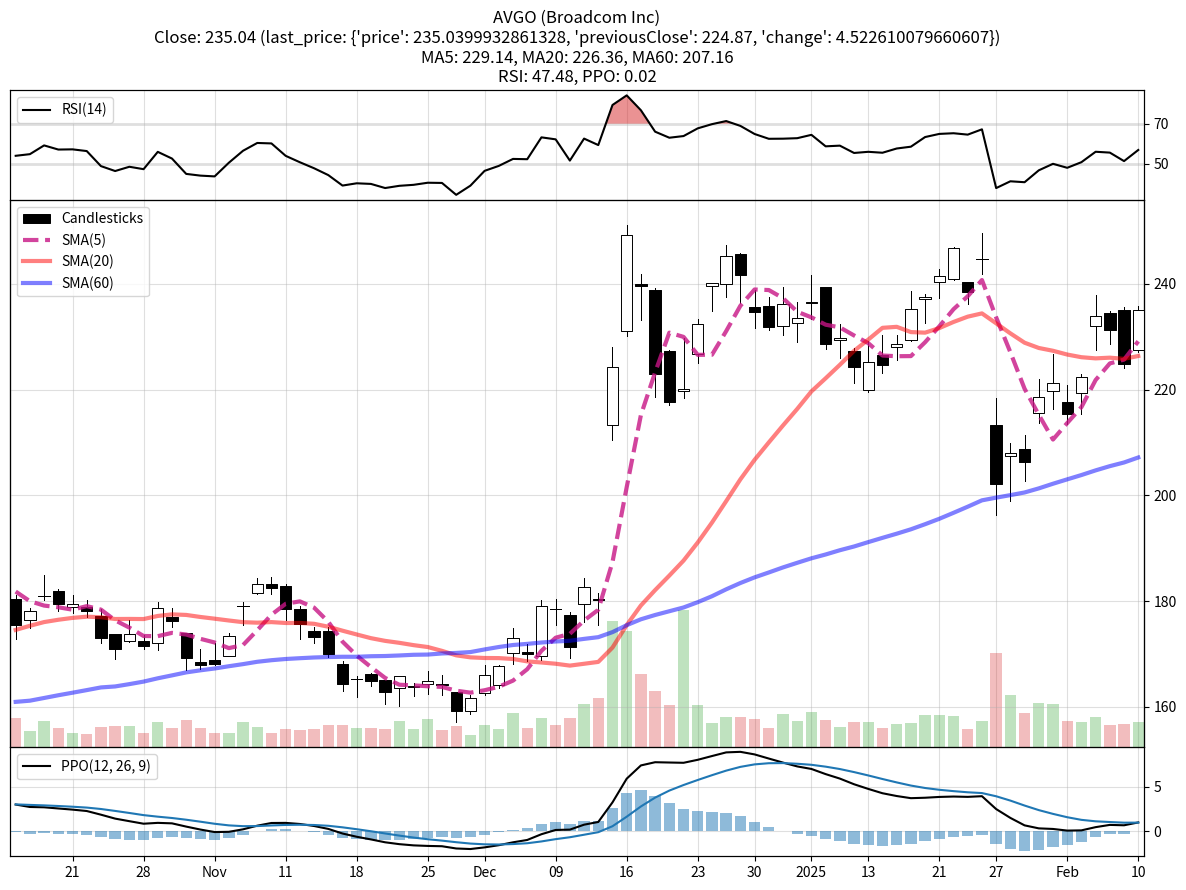 AVGO (Broadcom Inc)
Close: 235.04 (last_price: {'price': 235.0399932861328, 'previousClose': 224.87, 'change': 4.522610079660607})
MA5: 229.14, MA20: 226.36, MA60: 207.16
RSI: 47.48, PPO: 0.02
RSI(14)
70
50
Candlesticks
SMA(5)
SMA(20)
SMA(60)
240
220
200
180
160
PPO(12, 26, 9)
5
0
21 28 Nov 11 18 25 Dec 09 16 23 30 2025 13 21 27 Feb 10